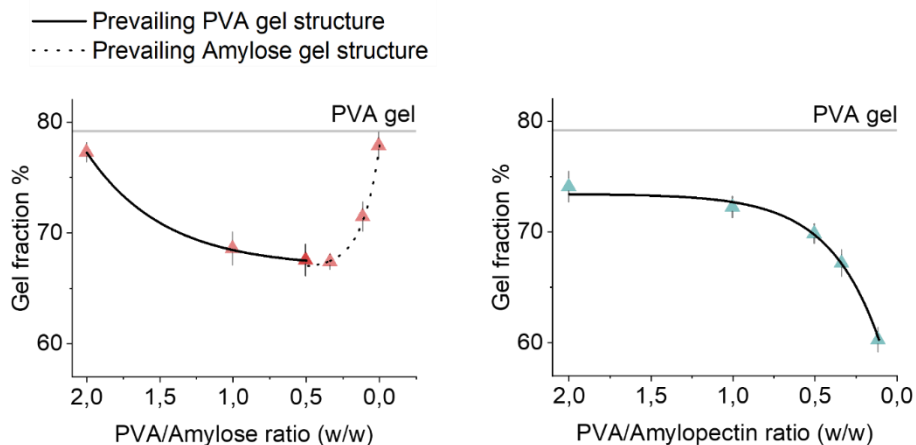 Prevailing PVA gel structure
Prevailing Amylose gel structure
80
70
60
Gel fraction %
PVA gel
2,0 1,5 1,0 0,5 0,0
PVA/Amylose ratio (w/w)
80
70
60
Gel fraction %
PVA gel
2,0 1,5 1,0 0,5 0,0
PVA/Amylopectin ratio (w/w)